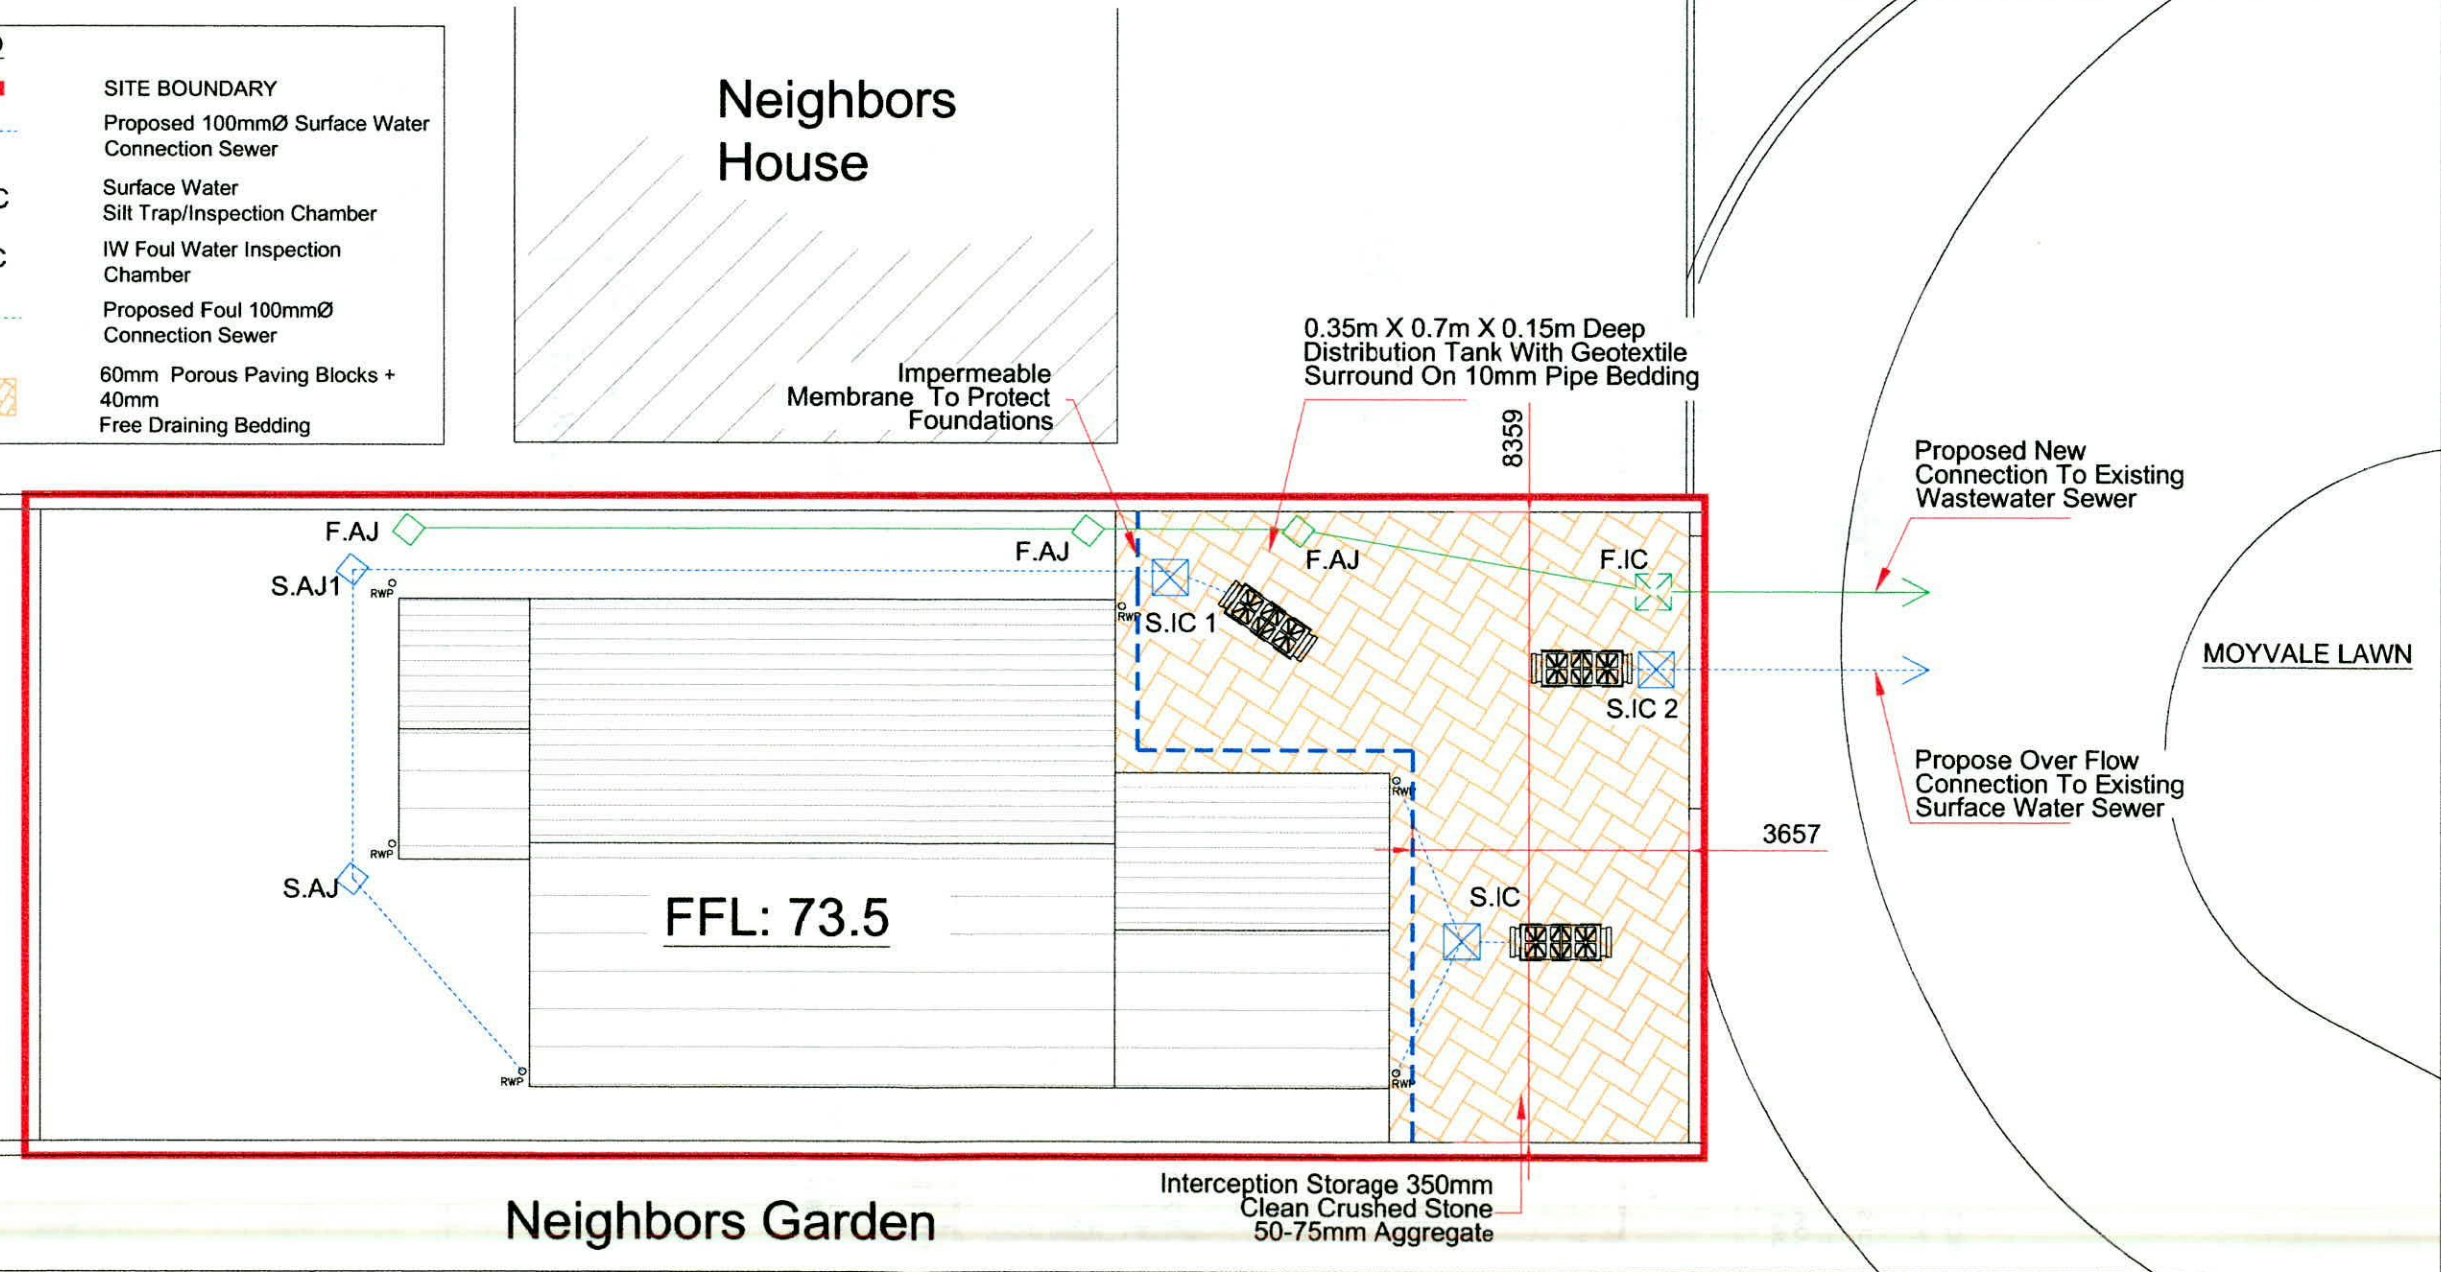 SITE BOUNDARY
Proposed 100mmØ Surface Water
Connection Sewer
Surface Water
Silt Trap/Inspection Chamber
IW Foul Water Inspection
Chamber
Proposed Foul 100mmØ
Connection Sewer
60mm Porous Paving Blocks +
40mm
Free Draining Bedding
Neighbors
House
Impermeable
Membrane To Protect
Foundations
0.35m X 0.7m X 0.15m Deep
Distribution Tank With Geotextile
Surround On 10mm Pipe Bedding
8359
Proposed New
Connection To Existing
Wastewater Sewer
F.AJ
F.AJ
F.AJ
F.IC
S.AJ1
RWP
RWP
S.IC 1
S.IC 2
MOYVALE LAWN
Propose Over Flow
Connection To Existing
Surface Water Sewer
RWP
3657
RWP
S.AJ
FFL: 73.5
S.IC
RWP
RWP
Interception Storage 350mm
Clean Crushed Stone
50-75mm Aggregate
Neighbors Garden